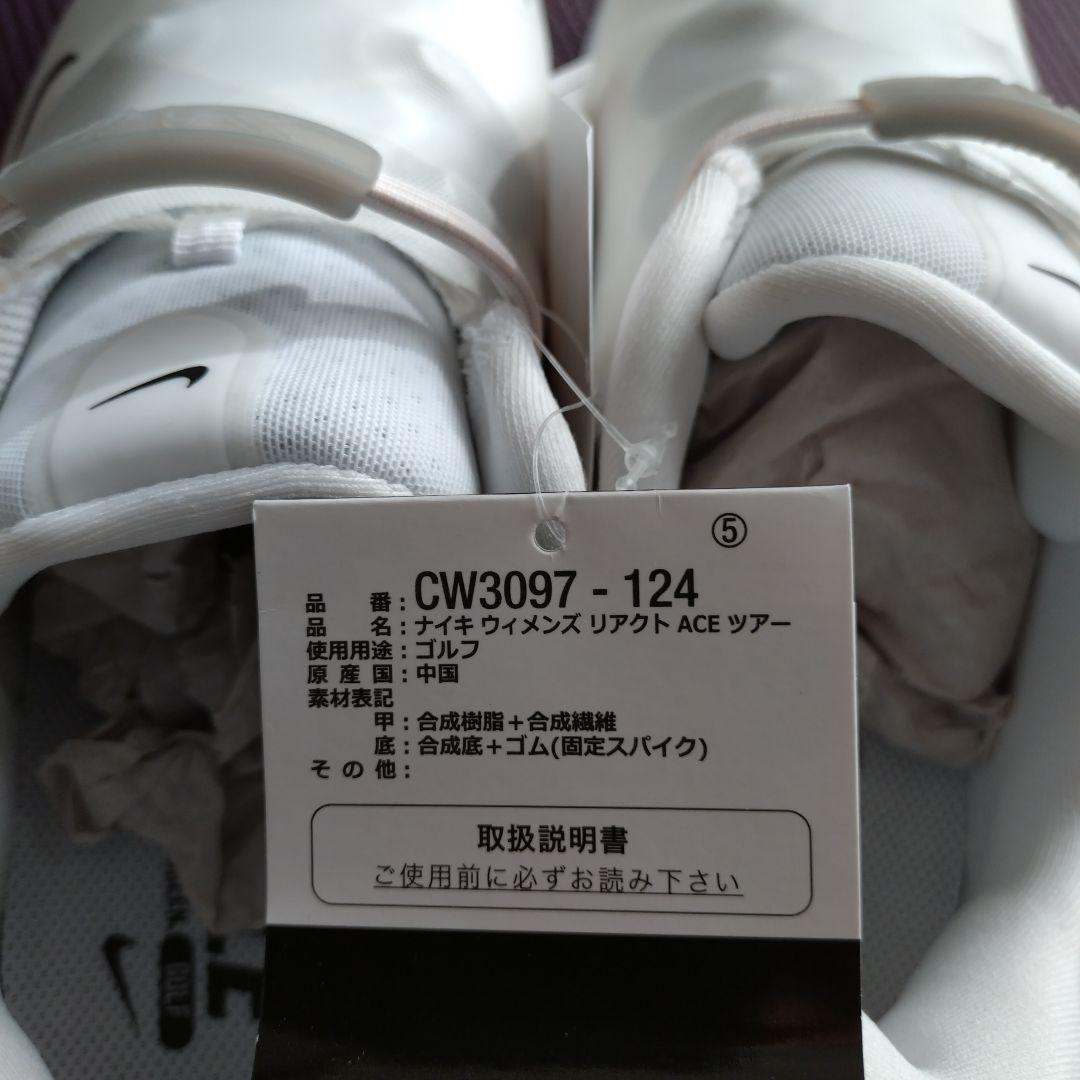 ⑤
品 番:CW3097 - 124
品 名:ナイキ ウィメンズ リアクト ACE ツアー
使用用途:ゴルフ
原 産 国:中国
素材表記
甲:合成樹脂+合成繊維
底:合成底+ゴム(固定スパイク)
そ の 他:
取扱説明書
ご使用前に必ずお読み下さい
GOLF